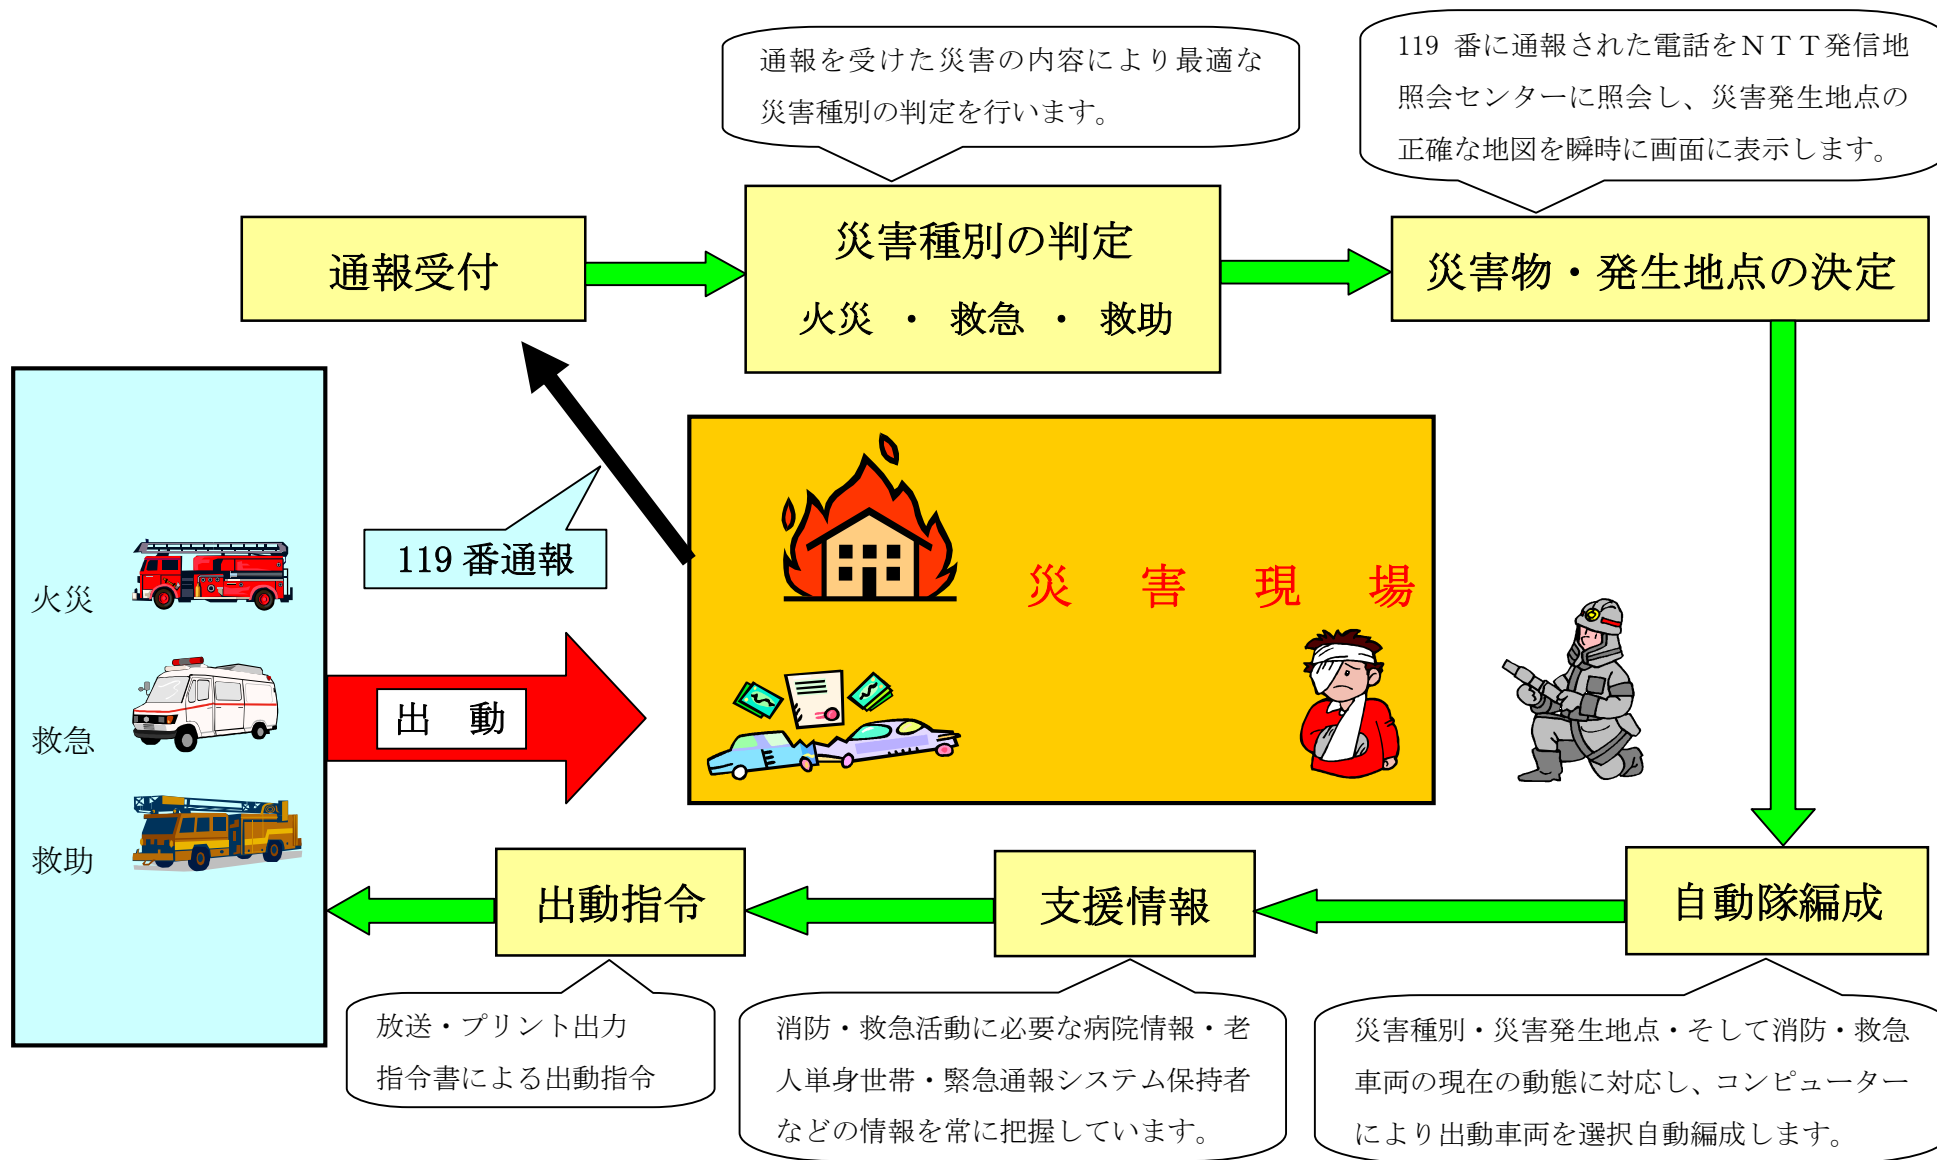 通報を受けた災害の内容により最適な
災害種別の判定を行います。
119 番に通報された電話をNTT発信地
照会センターに照会し、災害発生地点の
正確な地図を瞬時に画面に表示します。
通報受付
災害種別の判定
火災 ・ 救急 ・ 救助
災害物・発生地点の決定
119 番通報
災 害 現 場
火災
救急
救助
出 動
出動指令
支援情報
自動隊編成
放送・プリント出力
指令書による出動指令
消防・救急活動に必要な病院情報・老
人単身世帯・緊急通報システム保持者
などの情報を常に把握しています。
災害種別・災害発生地点・そして消防・救急
車両の現在の動態に対応し、コンピューター
により出動車両を選択自動編成します。